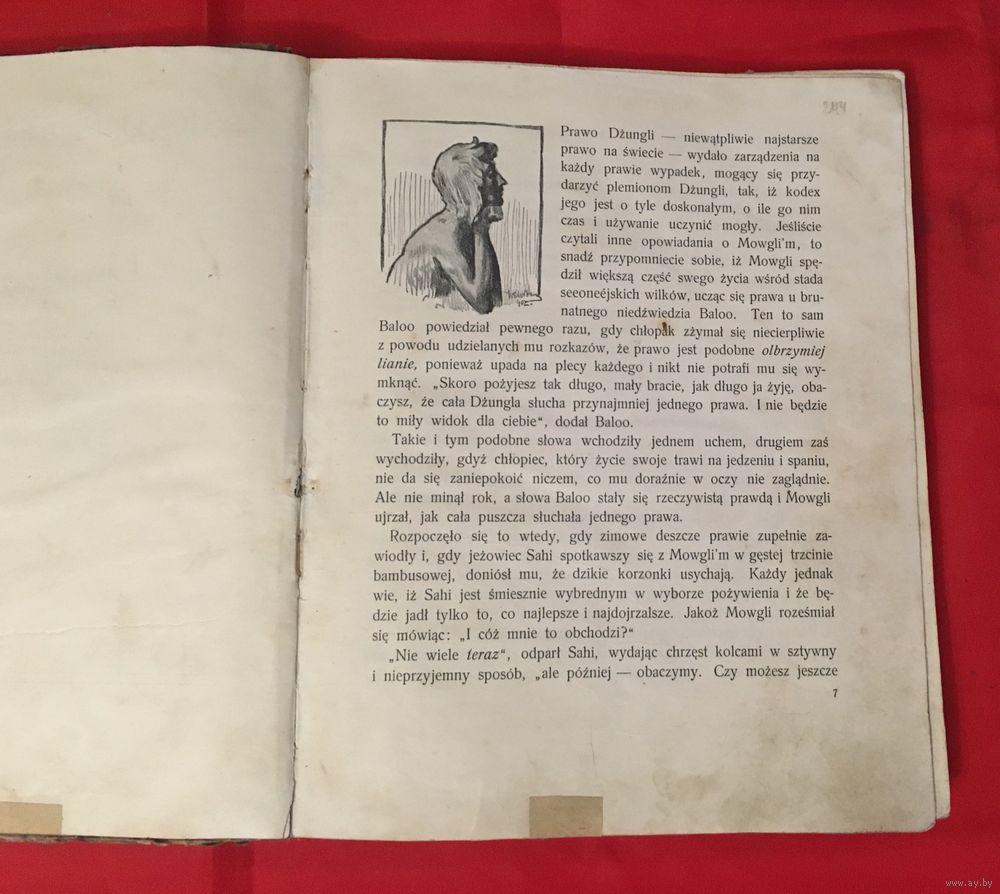 Prawo Dżungli — niewątpliwie najstarsze
prawo na świecie — wydało zarządzenia na
każdy prawie wypadek, mogący się przy-
darzyć plemionom Dżungli, tak, iż kodex
jego jest o tyle doskonałym, o ile go nim
czas i używanie uczynić mogły. Jeśliście
czytali inne opowiadania o Mowgli'm, to
snadź przypomniecie sobie, iż Mowgli spę-
dził większą część swego życia wśród stada
seeoneéjskich wilków, ucząc się prawa u bru-
natnego niedźwiedzia Baloo. Ten to sam
Baloo powiedział pewnego razu, gdy chłopak zżymał się niecierpliwie
z powodu udzielanych mu rozkazów, że prawo jest podobne olbrzymiej
lianie, ponieważ upada na plecy każdego i nikt nie potrafi mu się wy-
mknąć. „Skoro pożyjesz tak długo, mały bracie, jak długo ja żyję, oba-
czysz, że cała Dżungla słucha przynajmniej jednego prawa. I nie będzie
to miły widok dla ciebie“, dodał Baloo.
Takie i tym podobne słowa wchodziły jednem uchem, drugiem zaś
wychodziły, gdyż chłopiec, który życie swoje trawi na jedzeniu i spaniu,
nie da się zaniepokoić niczem, co mu doraźnie w oczy nie zaglądnie.
Ale nie minął rok, a słowa Baloo stały się rzeczywistą prawdą i Mowgli
ujrzał, jak cała puszcza słuchała jednego prawa.
Rozpoczęło się to wtedy, gdy zimowe deszcze prawie zupełnie za-
wiodły i, gdy jeżowiec Sahi spotkawszy się z Mowgli'm w gęstej trzcinie
bambusowej, doniósł mu, że dzikie korzonki usychają. Każdy jednak
wie, iż Sahi jest śmiesznie wybrednym w wyborze pożywienia i że bę-
dzie jadł tylko to, co najlepsze i najdojrzalsze. Jakoż Mowgli roześmiał
się mówiąc: „I cóż mnie to obchodzi?“
„Nie wiele teraz“, odparł Sahi, wydając chrzęst kolcami w sztywny
i nieprzyjemny sposób, „ale później — obaczymy. Czy możesz jeszcze
7
www.ay.by